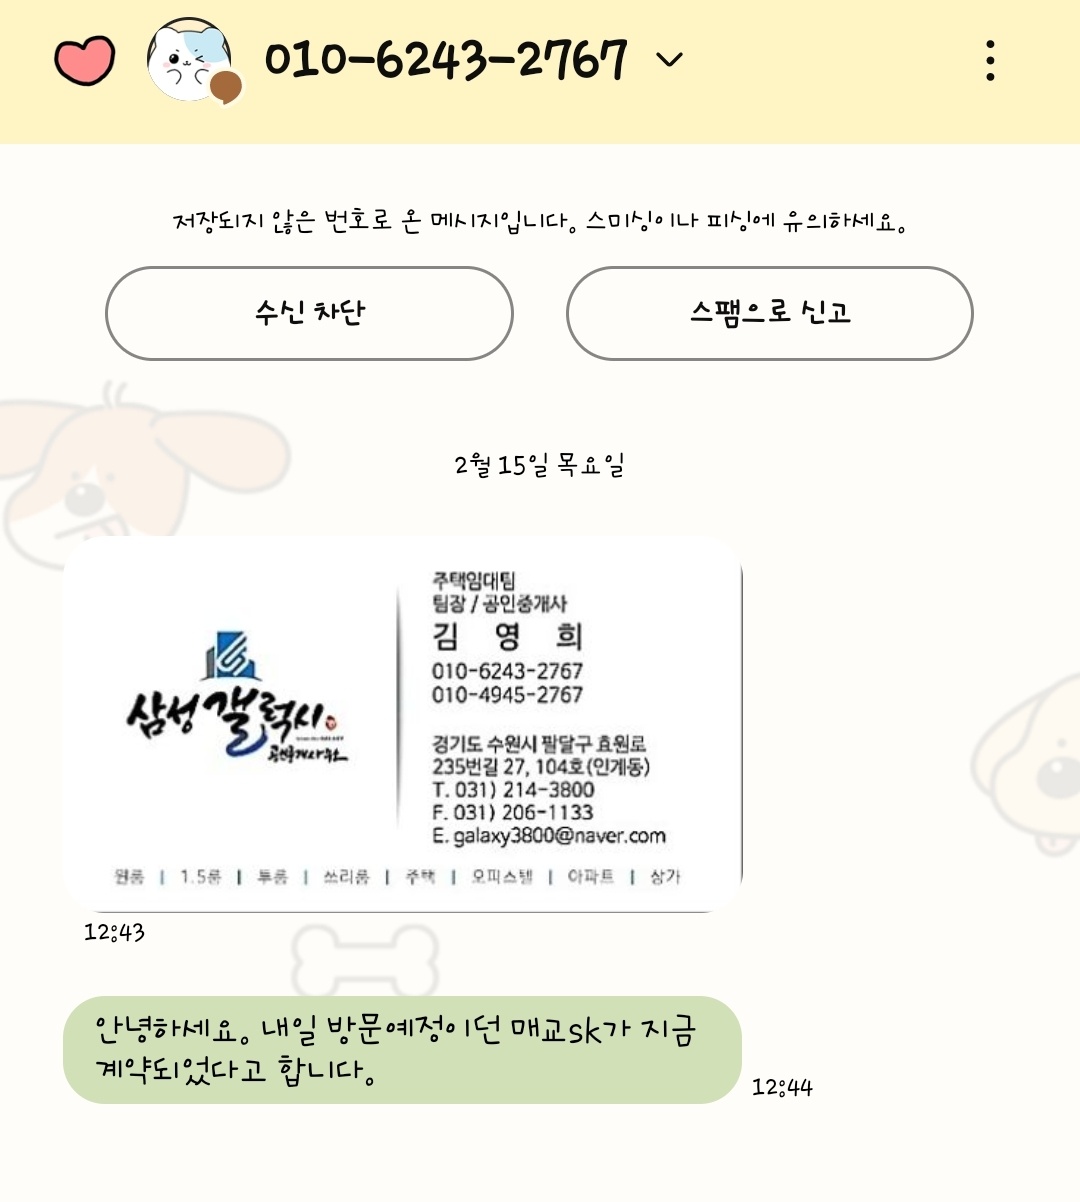 010-6243-2767
저장되지 않은 번호로 온 메시지입니다. 스미싱이나 피싱에 유의하세요.
수신 차단
스팸으로 신고
2월 15일 목요일
삼성 갤럭시
공인중개사무소
주택임대팀
팀장 / 공인중개사
김 영 희
010-6243-2767
010-4945-2767
경기도 수원시 팔달구 효원로
235번길 27, 104호(인계동)
T. 031) 214-3800
F. 031) 206-1133
E. galaxy3800@naver.com
원룸 | 1.5룸 | 투룸 | 쓰리룸 | 주택 | 오피스텔 | 아파트 | 상가
12:43
안녕하세요. 내일 방문예정이던 매교sk가 지금
계약되었다고 합니다.
12:44